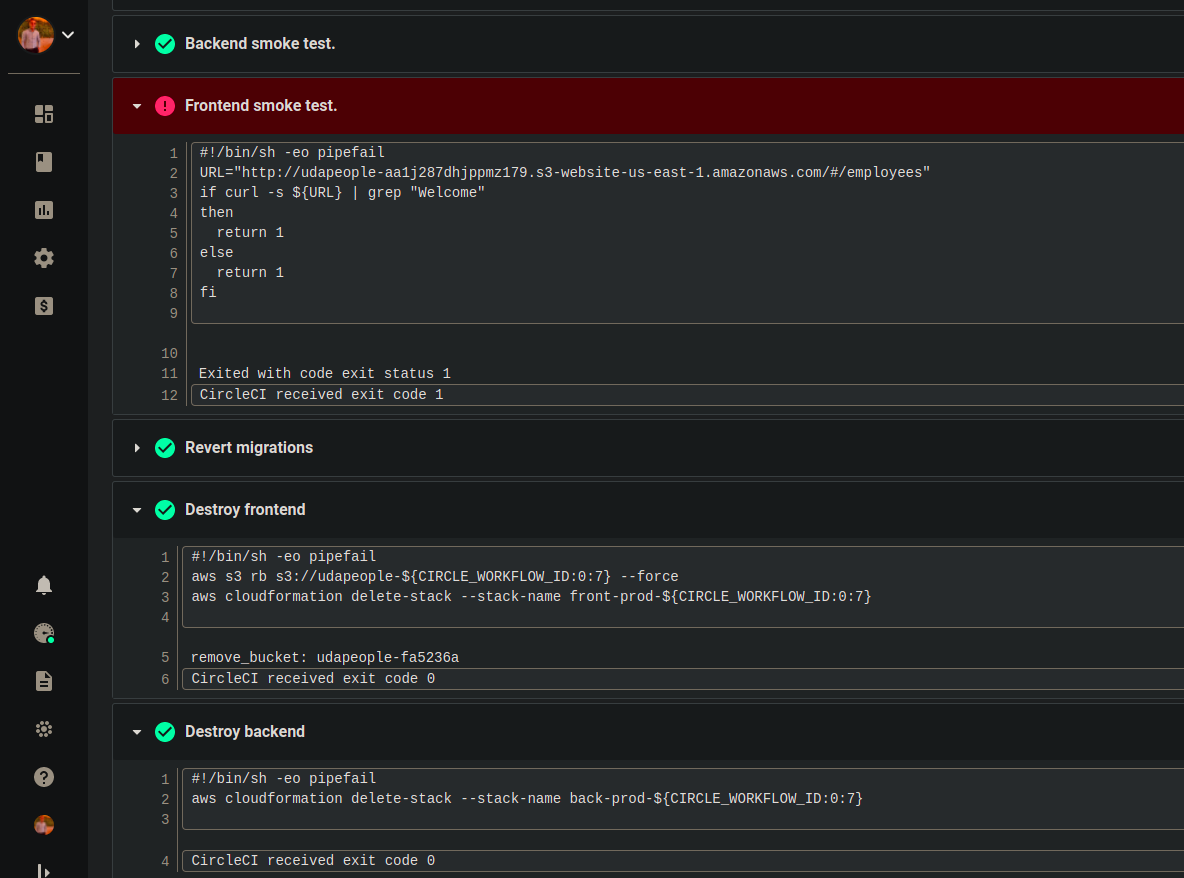 Backend smoke test.
Frontend smoke test.
1 #!/bin/sh -eo pipefail
2 URL="http://udapeople-aa1j287dhjppmz179.s3-website-us-east-1.amazonaws.com/#/employees"
3 if curl -s ${URL} | grep "Welcome"
4 then
5   return 1
6 else
7   return 1
8 fi
9
10
11 Exited with code exit status 1
12 CircleCI received exit code 1
Revert migrations
Destroy frontend
1 #!/bin/sh -eo pipefail
2 aws s3 rb s3://udapeople-${CIRCLE_WORKFLOW_ID:0:7} --force
3 aws cloudformation delete-stack --stack-name front-prod-${CIRCLE_WORKFLOW_ID:0:7}
4
5 remove_bucket: udapeople-fa5236a
6 CircleCI received exit code 0
Destroy backend
1 #!/bin/sh -eo pipefail
2 aws cloudformation delete-stack --stack-name back-prod-${CIRCLE_WORKFLOW_ID:0:7}
3
4 CircleCI received exit code 0